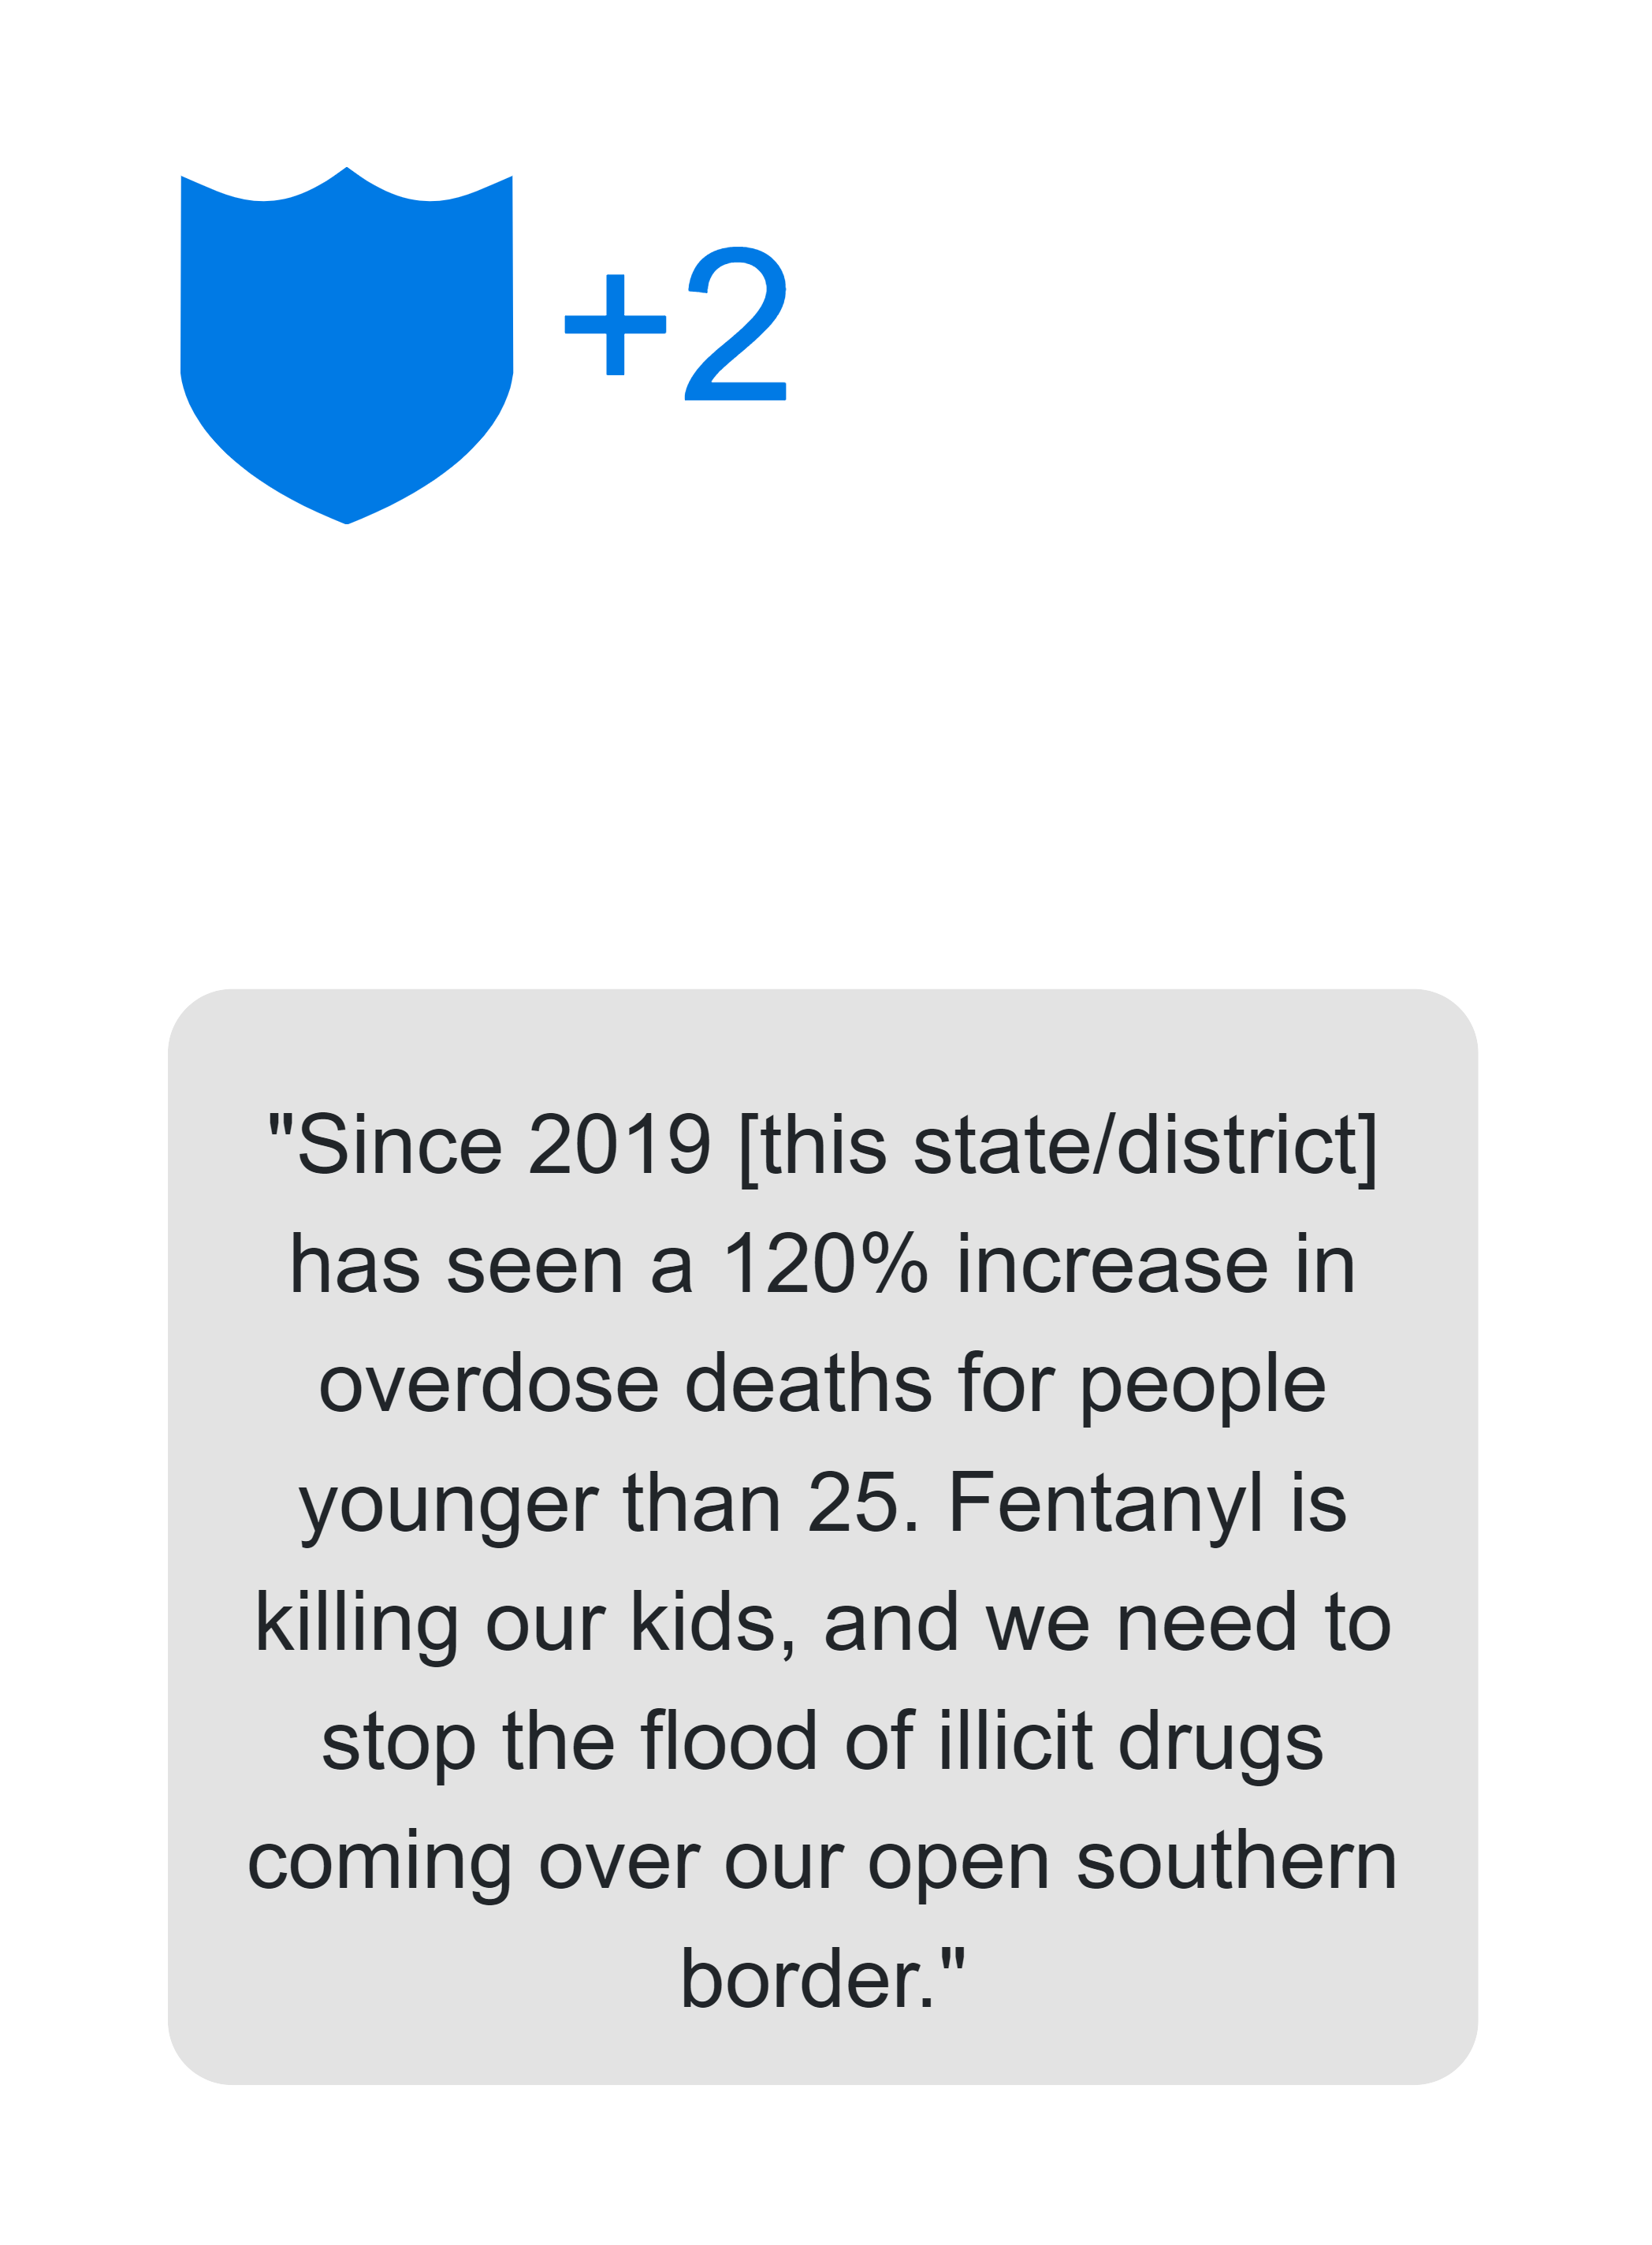 +2
"Since 2019 [this state/district]
has seen a 120% increase in
overdose deaths for people
younger than 25. Fentanyl is
killing our kids, and we need to
stop the flood of illicit drugs
coming over our open southern
border."